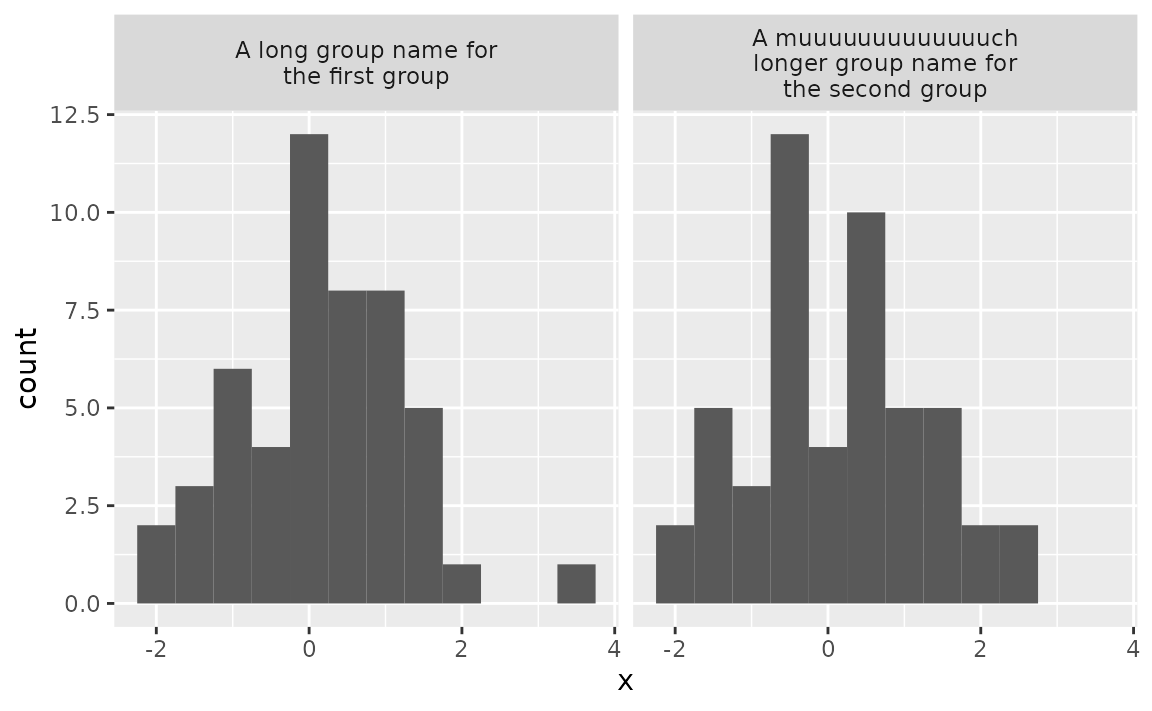 A long group name for
the first group
A muuuuuuuuuuuuuch
longer group name for
the second group
12.5
10.0
7.5
5.0
2.5
0.0
count
-2 0 2 4
-2 0 2 4
x